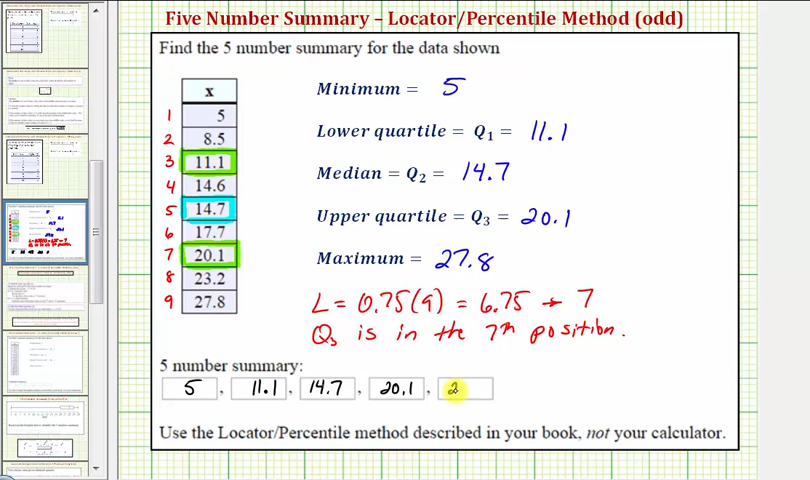 Five Number Summary – Locator/Percentile Method (odd)
Find the 5 number summary for the data shown
x
1 5
2 8.5
3 11.1
4 14.6
5 14.7
6 17.7
7 20.1
8 23.2
9 27.8
Minimum = 5
Lower quartile = Q₁ = 11.1
Median = Q₂ = 14.7
Upper quartile = Q₃ = 20.1
Maximum = 27.8
L = 0.75(9) = 6.75 → 7
Q₃ is in the 7th position.
5 number summary:
5 , 11.1 , 14.7 , 20.1 , 2
Use the Locator/Percentile method described in your book, not your calculator.